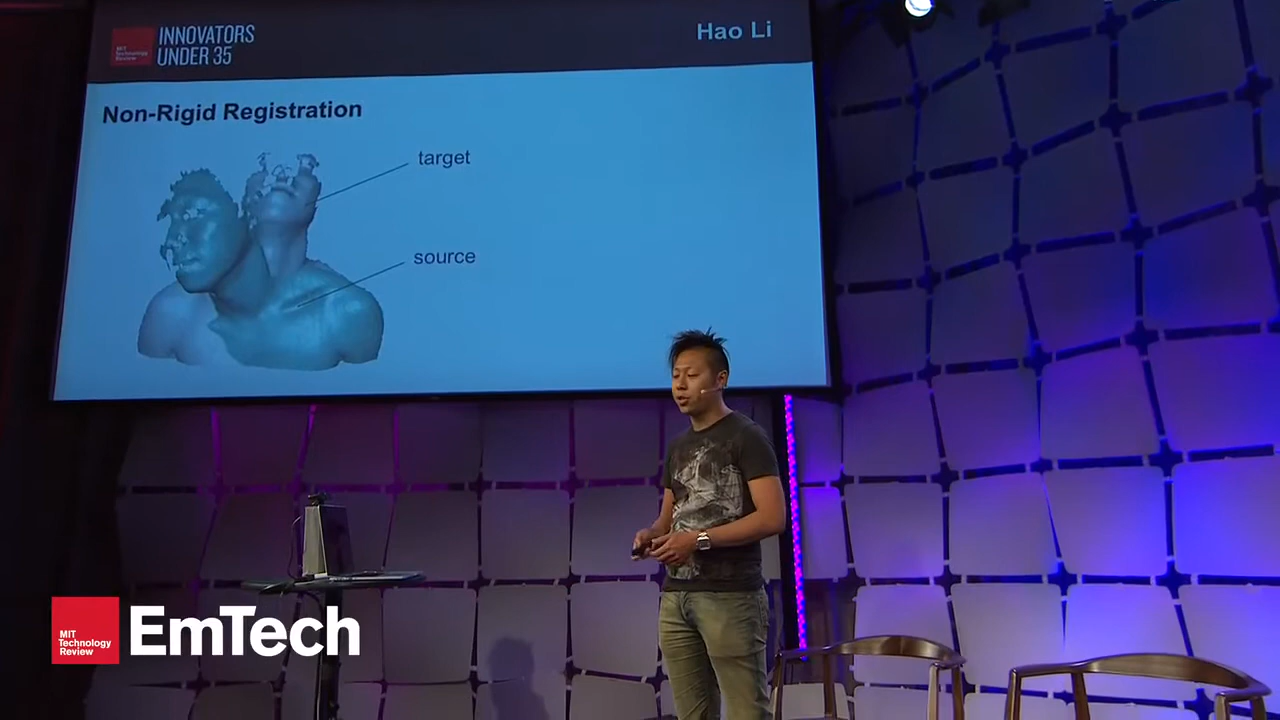 MIT
Technology
Review
INNOVATORS
UNDER 35
Hao Li
Non-Rigid Registration
target
source
MIT
Technology
Review
EmTech